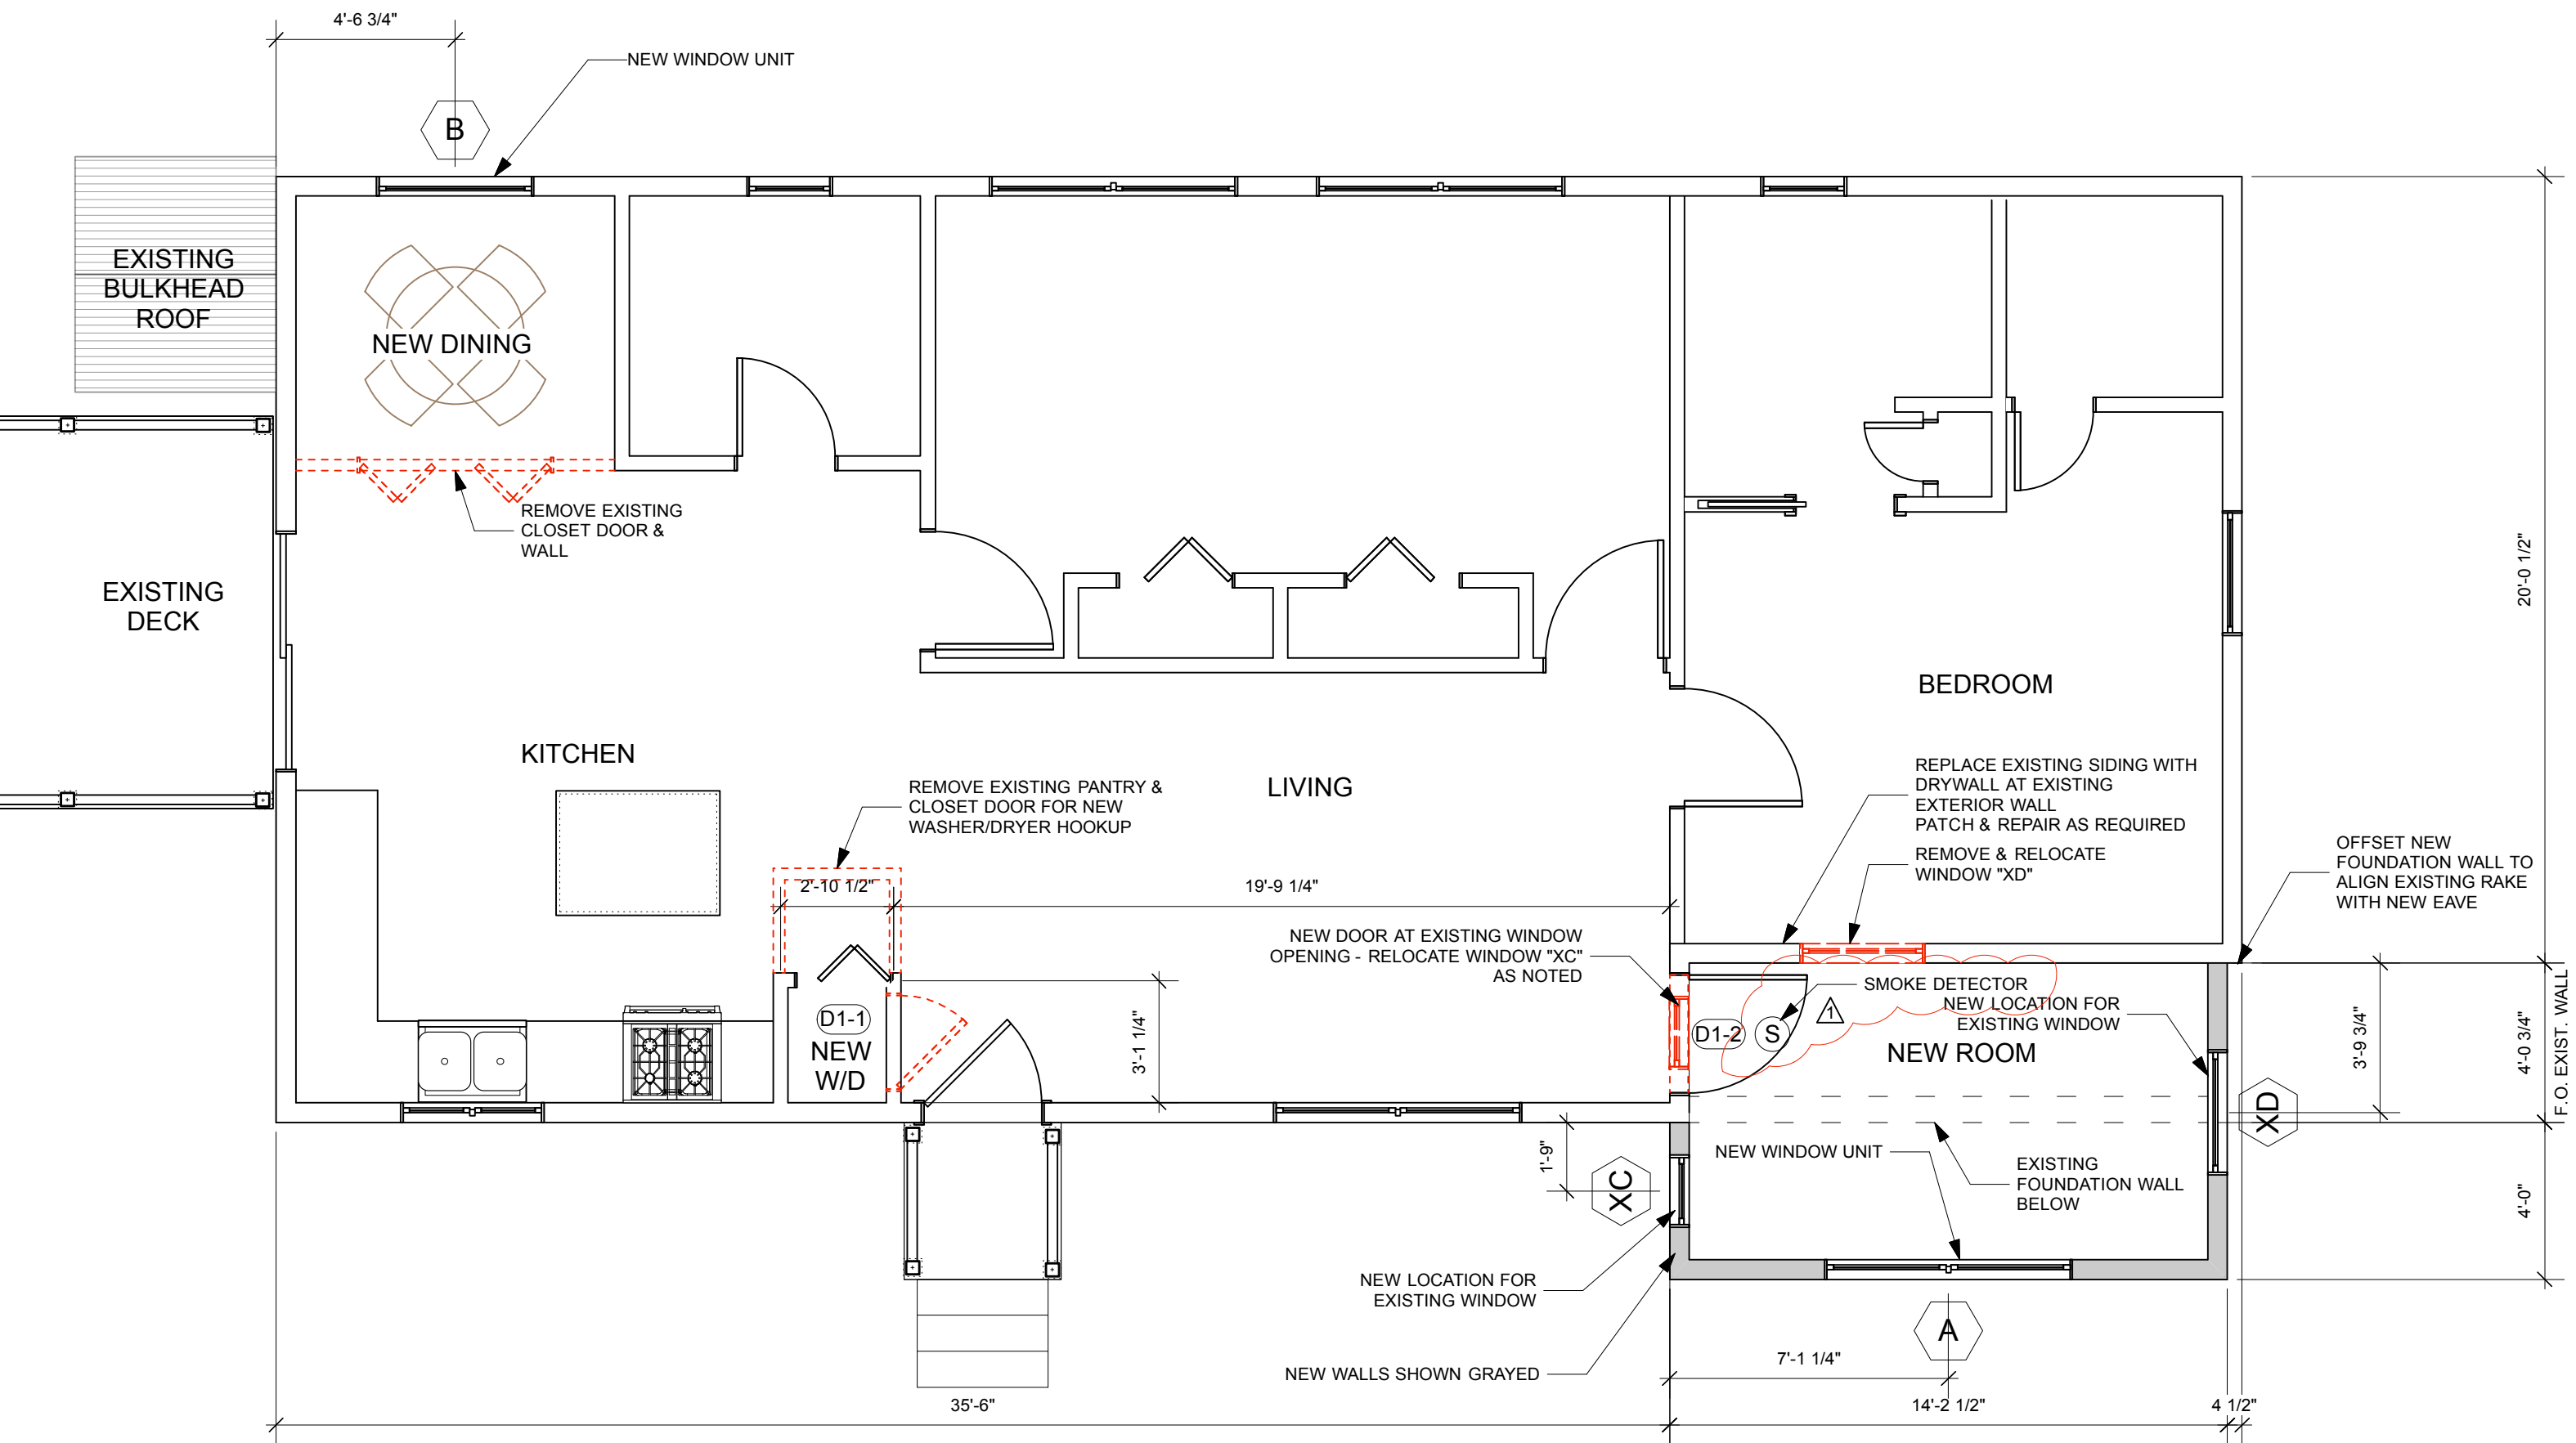 4'-6 3/4"
NEW WINDOW UNIT
B
EXISTING
BULKHEAD
ROOF
NEW DINING
REMOVE EXISTING
CLOSET DOOR &
WALL
EXISTING
DECK
20'-0 1/2"
BEDROOM
KITCHEN
LIVING
REMOVE EXISTING PANTRY &
CLOSET DOOR FOR NEW
WASHER/DRYER HOOKUP
REPLACE EXISTING SIDING WITH
DRYWALL AT EXISTING
EXTERIOR WALL
PATCH & REPAIR AS REQUIRED
REMOVE & RELOCATE
WINDOW "XD"
OFFSET NEW
FOUNDATION WALL TO
ALIGN EXISTING RAKE
WITH NEW EAVE
2'-10 1/2"
19'-9 1/4"
NEW DOOR AT EXISTING WINDOW
OPENING - RELOCATE WINDOW "XC"
AS NOTED
SMOKE DETECTOR
NEW LOCATION FOR
EXISTING WINDOW
D1-1
NEW
W/D
3'-1 1/4"
D1-2
S
1
NEW ROOM
3'-9 3/4"
4'-0 3/4"
F.O. EXIST. WALL
XD
1'-9"
XC
NEW WINDOW UNIT
EXISTING
FOUNDATION WALL
BELOW
4'-0"
NEW LOCATION FOR
EXISTING WINDOW
A
NEW WALLS SHOWN GRAYED
7'-1 1/4"
35'-6"
14'-2 1/2"
4 1/2"